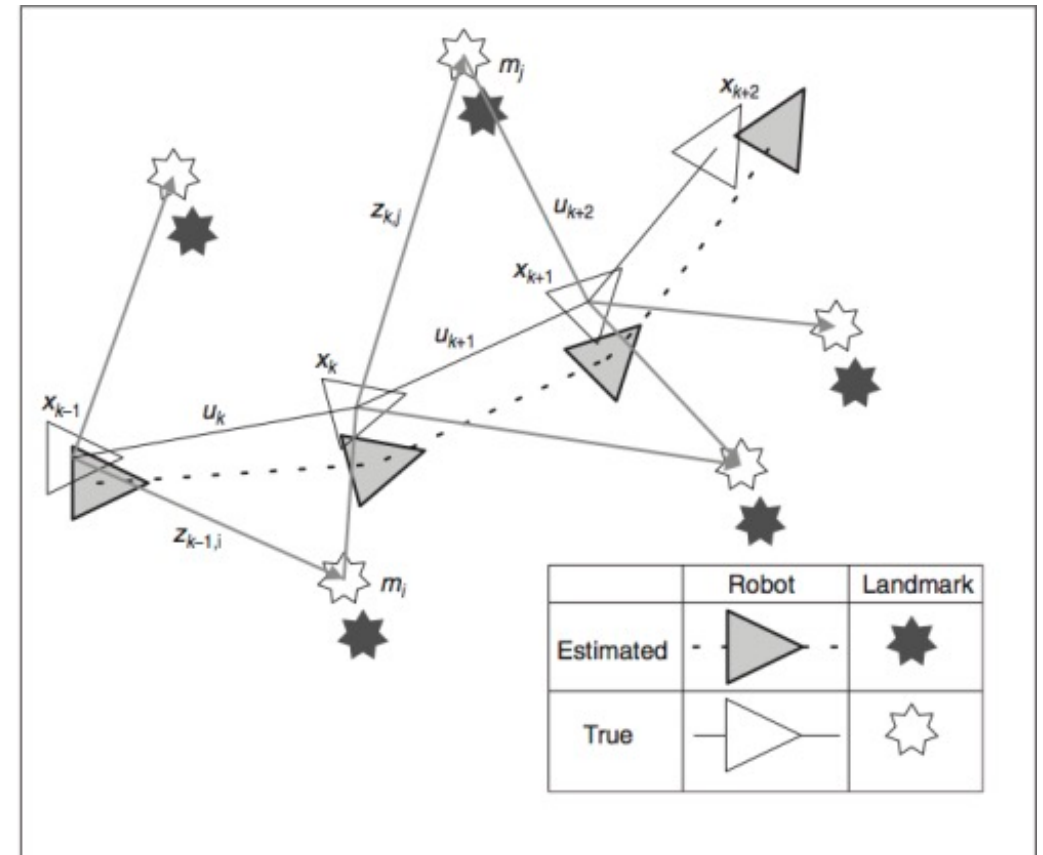 m_j
x_{k+2}
z_{k,j}
u_{k+2}
x_{k+1}
u_{k+1}
x_k
x_{k−1}
u_k
z_{k−1,i}
m_i
Robot Landmark
Estimated
True